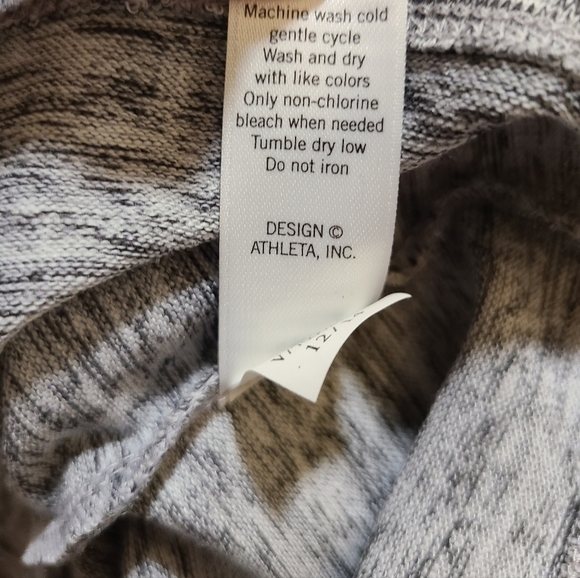 Machine wash cold
gentle cycle
Wash and dry
with like colors
Only non-chlorine
bleach when needed
Tumble dry low
Do not iron
DESIGN ©
ATHLETA, INC.